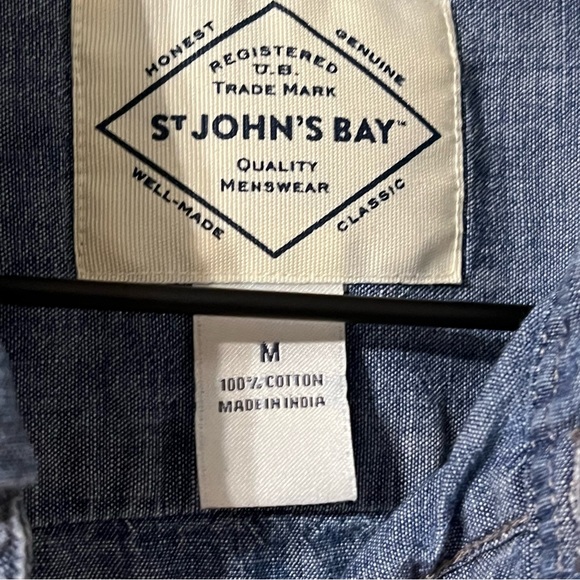 HONEST
GENUINE
REGISTERED
U.S.
TRADE MARK
ST JOHN'S BAY™
QUALITY
MENSWEAR
WELL-MADE
CLASSIC
M
100% COTTON
MADE IN INDIA